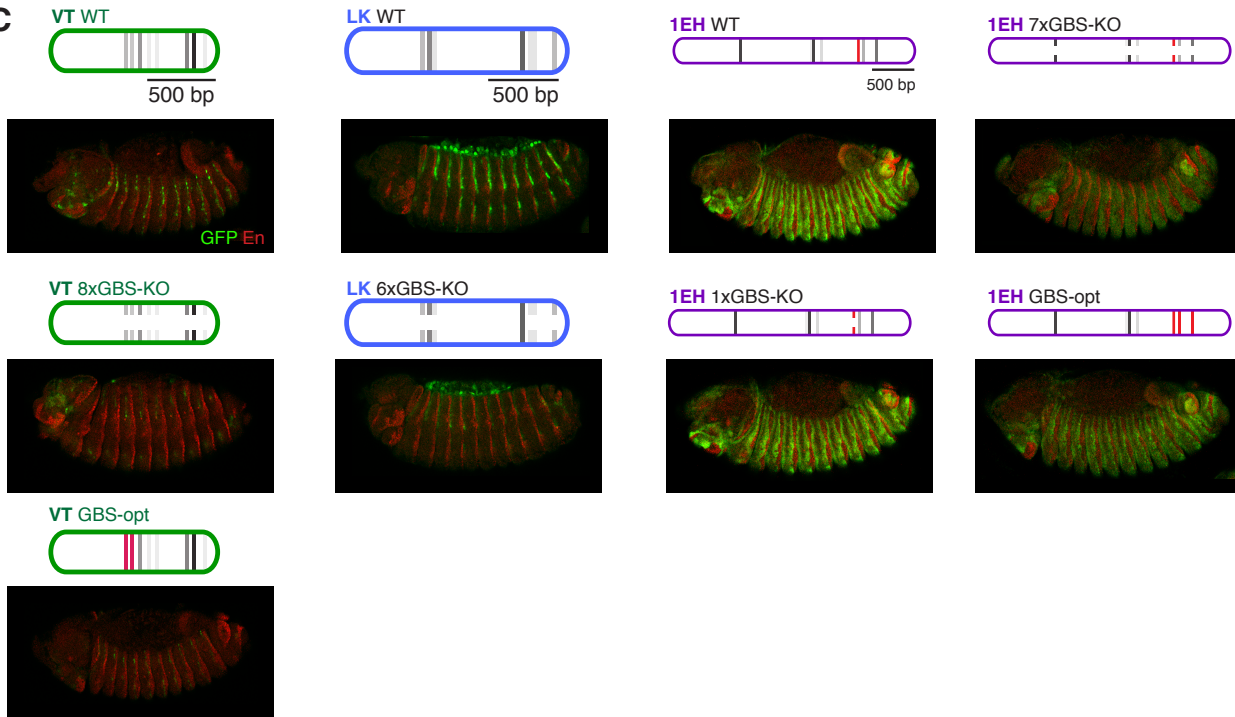 C
VT WT
500 bp
LK WT
500 bp
1EH WT
500 bp
1EH 7xGBS-KO
GFP En
VT 8xGBS-KO
LK 6xGBS-KO
1EH 1xGBS-KO
1EH GBS-opt
VT GBS-opt